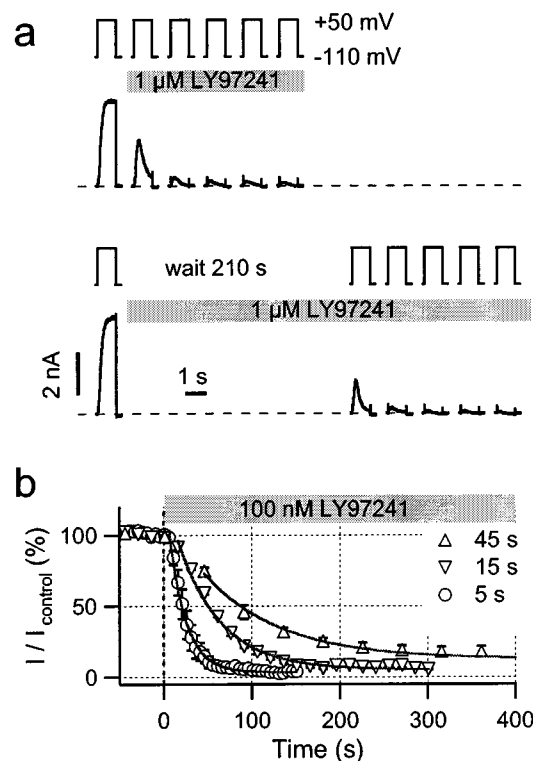 a
+50 mV
-110 mV
1 µM LY97241
wait 210 s
1 µM LY97241
2 nA
1 s
b
100 nM LY97241
45 s
15 s
5 s
I / Icontrol (%)
100
50
0
0 100 200 300 400
Time (s)